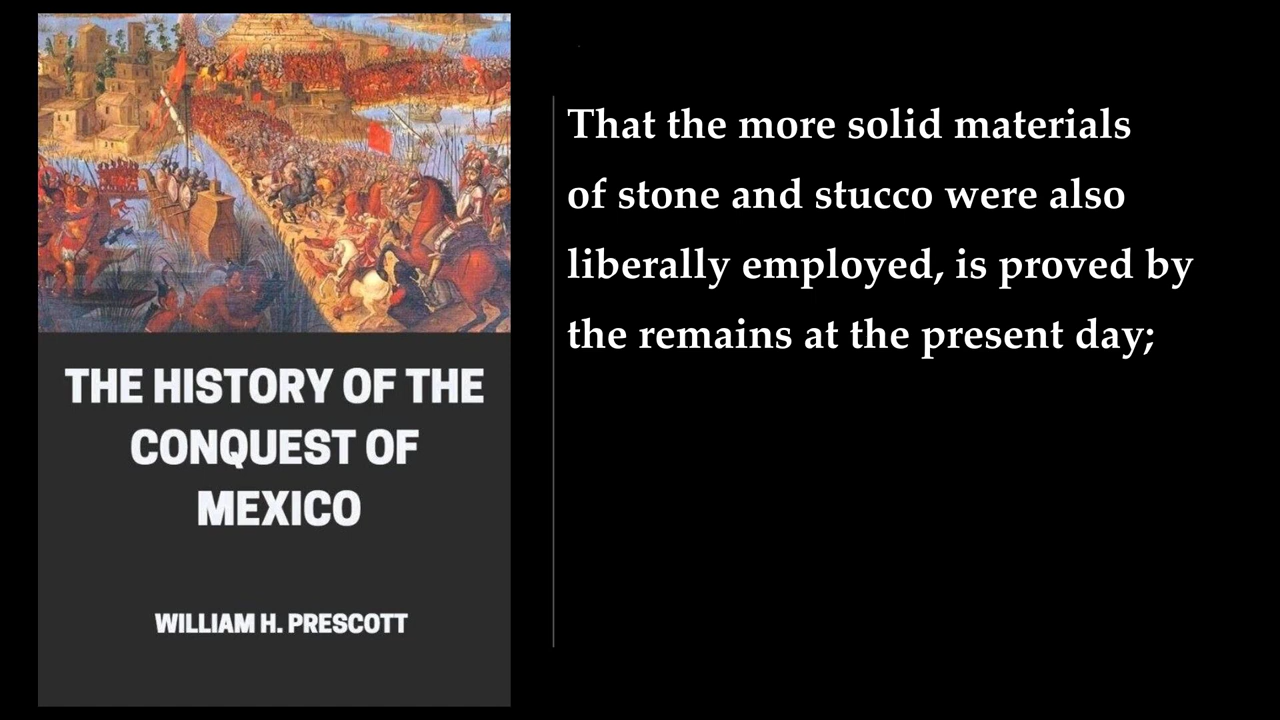 THE HISTORY OF THE
CONQUEST OF
MEXICO
WILLIAM H. PRESCOTT
That the more solid materials
of stone and stucco were also
liberally employed, is proved by
the remains at the present day;